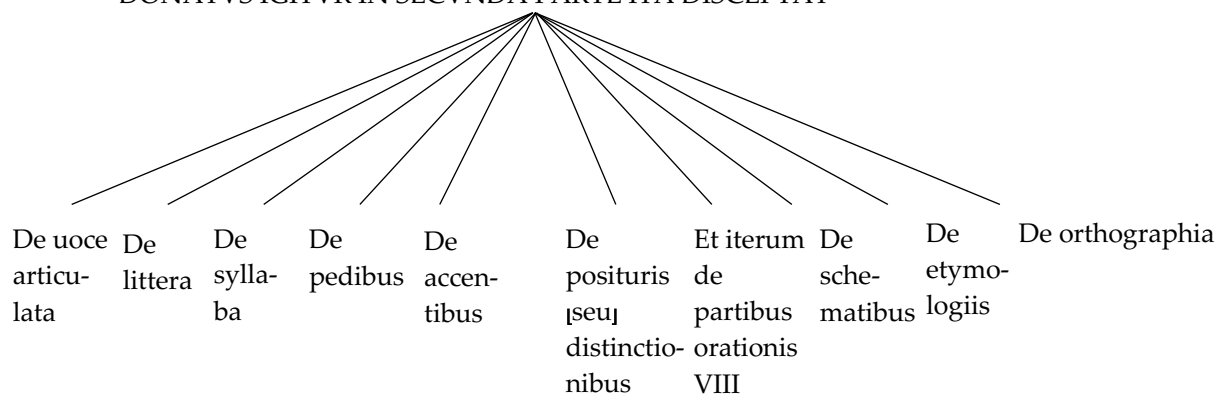 DONATVS IGITVR IN SECVNDA PARTE ITA DISCEPTAT
De uoce
articu-
lata
De
littera
De
sylla-
ba
De
pedibus
De
accen-
tibus
De
posituris
⌊seu⌋
distinctio-
nibus
Et iterum
de
partibus
orationis
VIII
De
sche-
matibus
De
etymo-
logiis
De orthographia